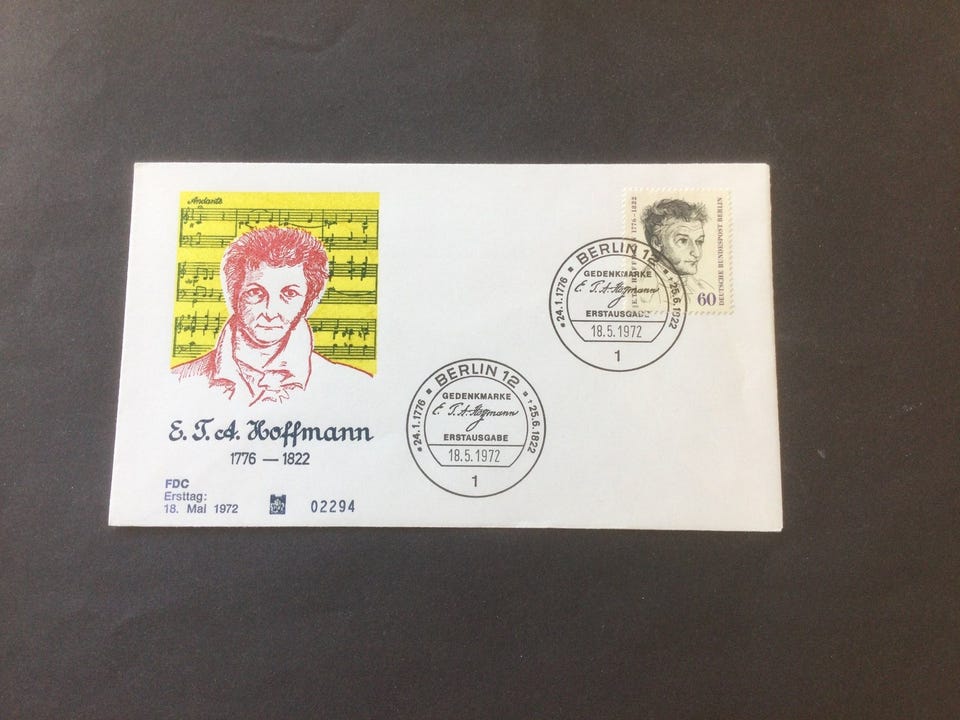 Andante
E. T. A. Hoffmann
1776 — 1822
FDC
Ersttag:
18. Mai 1972
02294
BERLIN 12
GEDENKMARKE
E. T. A. Hoffmann
ERSTAUSGABE
18.5.1972
1
*24.1.1776
†25.6.1822
BERLIN 12
GEDENKMARKE
E. T. A. Hoffmann
ERSTAUSGABE
18.5.1972
1
*24.1.1776
†25.6.1822
1776–1822
DEUTSCHE BUNDESPOST BERLIN
60